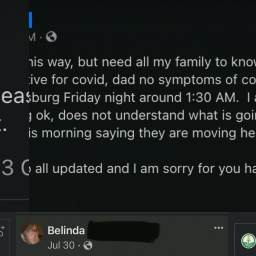 M ·
his way, but need all my family to know
tive for covid, dad no symptoms of co
sburg Friday night around 1:30 AM. I a
g ok, does not understand what is goi
is morning saying they are moving he
all updated and I am sorry for you ha
Belinda
Jul 30 ·